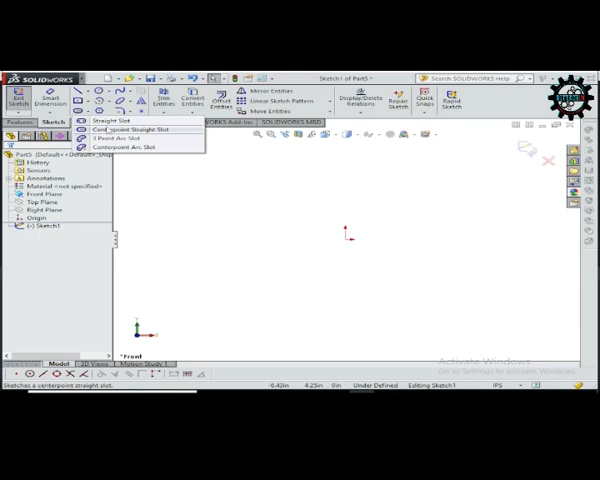 SOLIDWORKS
Sketch1 of Part5 *
Search SOLIDWORKS Help
Exit Sketch
Smart Dimension
Trim Entities
Convert Entities
Offset Entities
Mirror Entities
Linear Sketch Pattern
Move Entities
Display/Delete Relations
Repair Sketch
Quick Snaps
Rapid Sketch
Features
Sketch
SOLIDWORKS Add-Ins
SOLIDWORKS MBD
Straight Slot
Centerpoint Straight Slot
3 Point Arc Slot
Centerpoint Arc Slot
Part5 (Default<<Default>_Disp
History
Sensors
Annotations
Material <not specified>
Front Plane
Top Plane
Right Plane
Origin
(-) Sketch1
Y
X
*Front
Activate Windows
Go to Settings to activate Windows.
Model
3D Views
Motion Study 1
Sketches a centerpoint straight slot.
-6.42in
4.25in
0in
Under Defined
Editing Sketch1
IPS